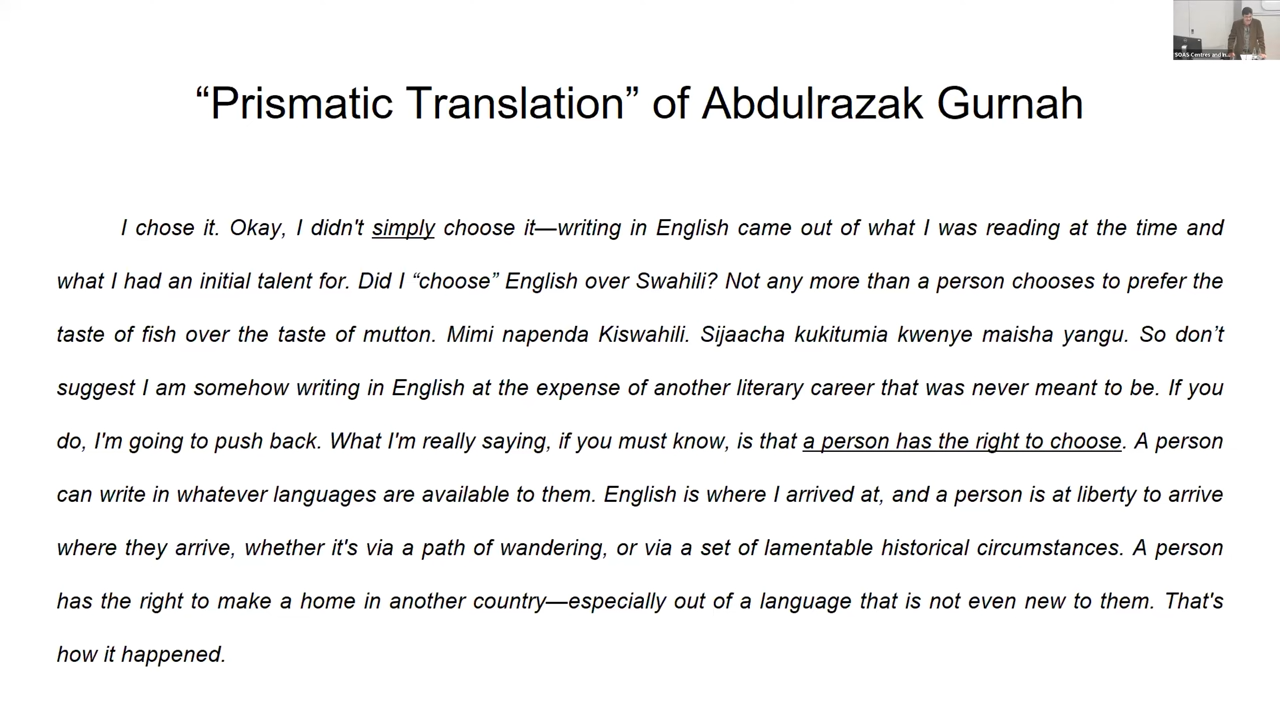 SOAS Centres and In
“Prismatic Translation” of Abdulrazak Gurnah
I chose it. Okay, I didn't simply choose it—writing in English came out of what I was reading at the time and
what I had an initial talent for. Did I “choose” English over Swahili? Not any more than a person chooses to prefer the
taste of fish over the taste of mutton. Mimi napenda Kiswahili. Sijaacha kukitumia kwenye maisha yangu. So don’t
suggest I am somehow writing in English at the expense of another literary career that was never meant to be. If you
do, I'm going to push back. What I'm really saying, if you must know, is that a person has the right to choose. A person
can write in whatever languages are available to them. English is where I arrived at, and a person is at liberty to arrive
where they arrive, whether it's via a path of wandering, or via a set of lamentable historical circumstances. A person
has the right to make a home in another country—especially out of a language that is not even new to them. That's
how it happened.